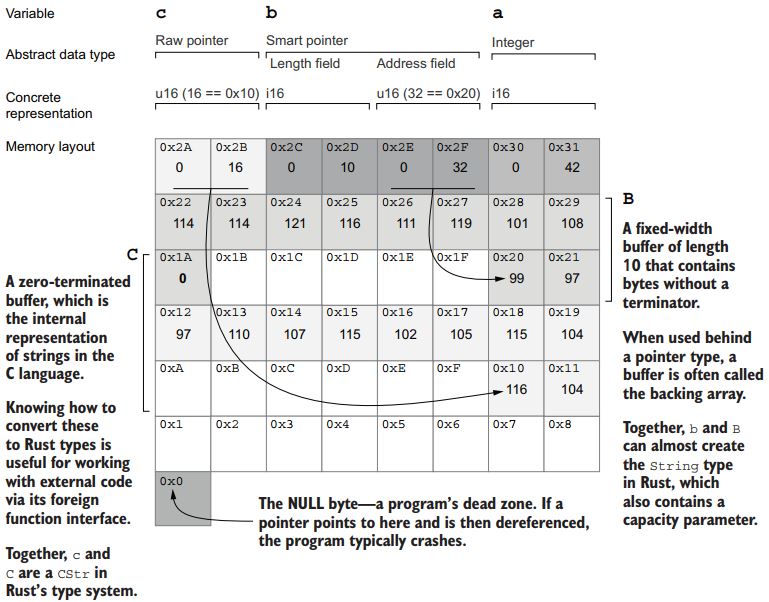 Variable c b a
Abstract data type Raw pointer Smart pointer Integer
Length field Address field
Concrete representation u16 (16 == 0x10) i16 u16 (32 == 0x20) i16
Memory layout
0x2A 0x2B 0x2C 0x2D 0x2E 0x2F 0x30 0x31
0 16 0 10 0 32 0 42
0x22 0x23 0x24 0x25 0x26 0x27 0x28 0x29
114 114 121 116 111 119 101 108
0x1A 0x1B 0x1C 0x1D 0x1E 0x1F 0x20 0x21
0 99 97
0x12 0x13 0x14 0x15 0x16 0x17 0x18 0x19
97 110 107 115 102 105 115 104
0xA 0xB 0xC 0xD 0xE 0xF 0x10 0x11
116 104
0x1 0x2 0x3 0x4 0x5 0x6 0x7 0x8
0x0
C
A zero-terminated
buffer, which is
the internal
representation
of strings in the
C language.
Knowing how to
convert these
to Rust types is
useful for working
with external code
via its foreign
function interface.
Together, c and
C are a CStr in
Rust's type system.
B
A fixed-width
buffer of length
10 that contains
bytes without a
terminator.
When used behind
a pointer type, a
buffer is often called
the backing array.
Together, b and B
can almost create
the String type
in Rust, which
also contains a
capacity parameter.
The NULL byte—a program's dead zone. If a
pointer points to here and is then dereferenced,
the program typically crashes.